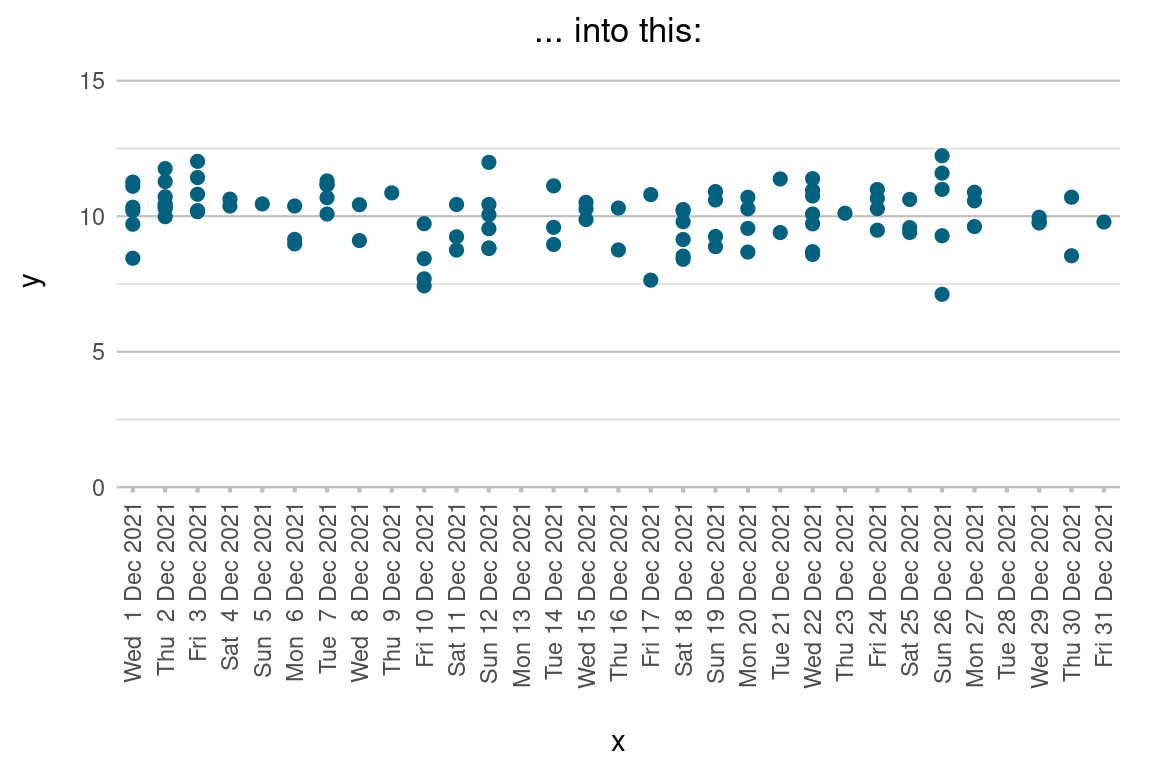 ... into this:
15
10
5
0
y
Wed  1 Dec 2021
Thu  2 Dec 2021
Fri  3 Dec 2021
Sat  4 Dec 2021
Sun  5 Dec 2021
Mon  6 Dec 2021
Tue  7 Dec 2021
Wed  8 Dec 2021
Thu  9 Dec 2021
Fri 10 Dec 2021
Sat 11 Dec 2021
Sun 12 Dec 2021
Mon 13 Dec 2021
Tue 14 Dec 2021
Wed 15 Dec 2021
Thu 16 Dec 2021
Fri 17 Dec 2021
Sat 18 Dec 2021
Sun 19 Dec 2021
Mon 20 Dec 2021
Tue 21 Dec 2021
Wed 22 Dec 2021
Thu 23 Dec 2021
Fri 24 Dec 2021
Sat 25 Dec 2021
Sun 26 Dec 2021
Mon 27 Dec 2021
Tue 28 Dec 2021
Wed 29 Dec 2021
Thu 30 Dec 2021
Fri 31 Dec 2021
x